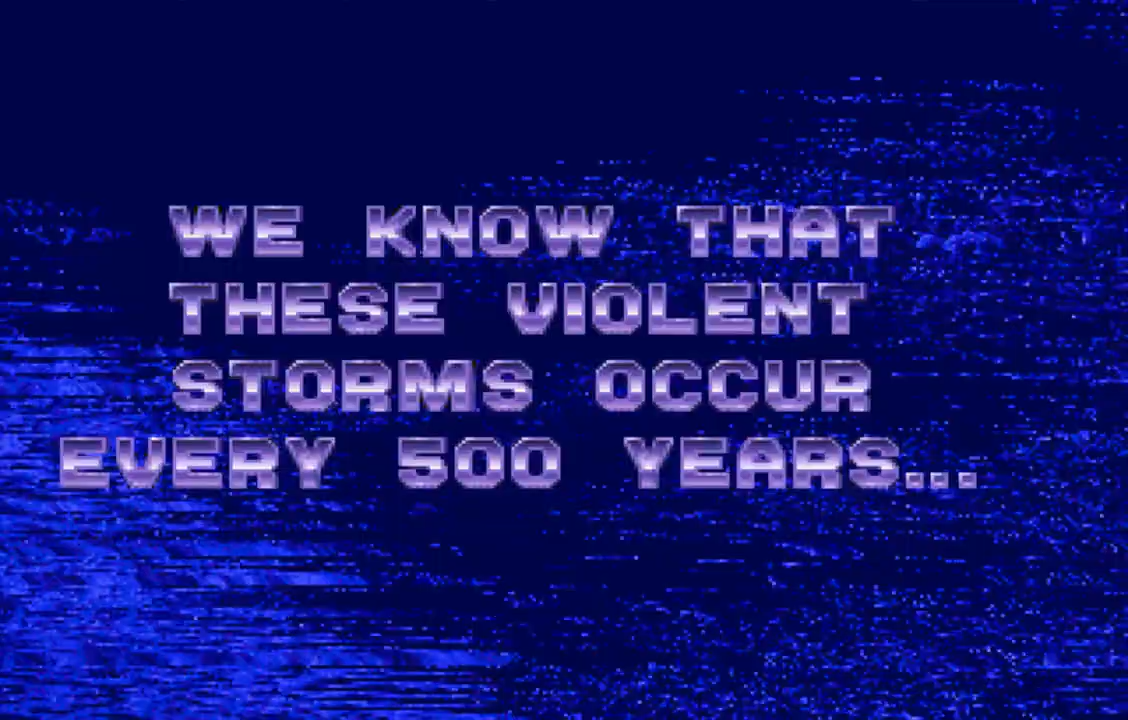 WE KNOW THAT
THESE VIOLENT
STORMS OCCUR
EVERY 500 YEARS...